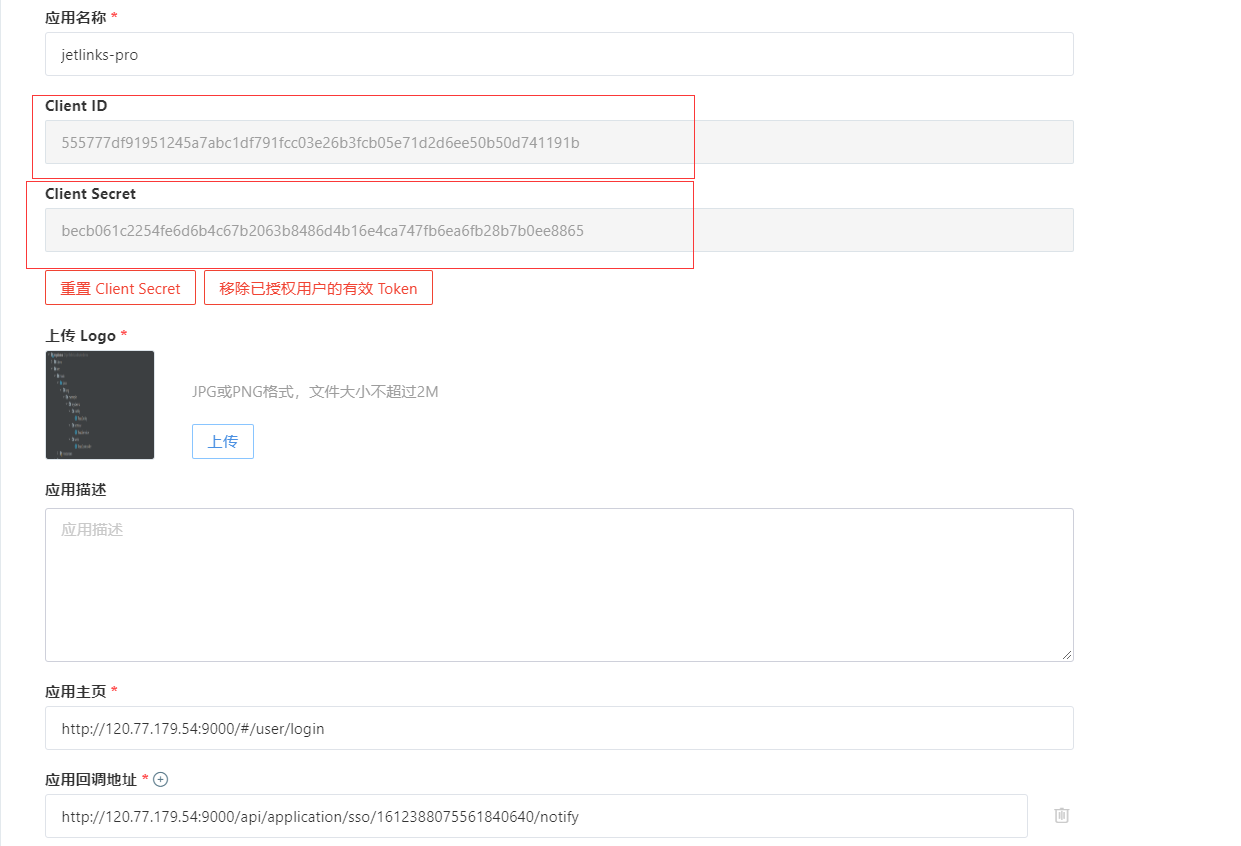 应用名称 *
jetlinks-pro
Client ID
555777df91951245a7abc1df791fcc03e26b3fcb05e71d2d6ee50b50d741191b
Client Secret
becb061c2254fe6d6b4c67b2063b8486d4b16e4ca747fb6ea6fb28b7b0ee8865
重置 Client Secret 移除已授权用户的有效 Token
上传 Logo *
JPG或PNG格式，文件大小不超过2M
上传
应用描述
应用描述
应用主页 *
http://120.77.179.54:9000/#/user/login
应用回调地址 *
http://120.77.179.54:9000/api/application/sso/1612388075561840640/notify